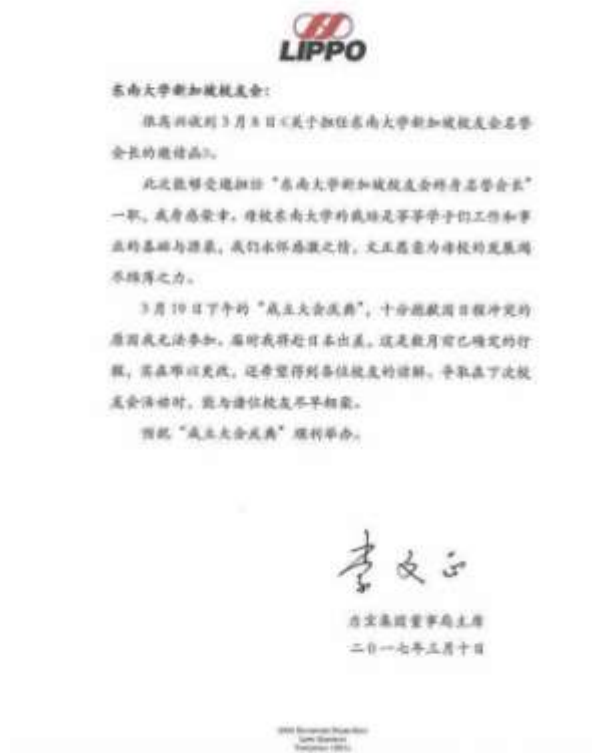 LIPPO
东南大学新加坡校友会：
很高兴收到3月8日《关于担任东南大学新加坡校友会名誉
会长的邀请函》。
此次能够受邀担任“东南大学新加坡校友会终身名誉会长”
一职，我身感荣幸，母校东南大学的栽培是莘莘学子们工作和事
业的基础与源泉，我们永怀感激之情，文正愿意为母校的发展竭
尽绵薄之力。
3月19日下午的“成立大会庆典”，十分抱歉因日程冲突的
原因我无法参加，届时我将赴日本出差，这是数月前已确定的行
程，实在难以更改，还希望得到各位校友的谅解，争取在下次校
友会活动时，能与诸位校友尽早相聚。
预祝“成立大会庆典”顺利举办。
李文正
力宝集团董事局主席
二0一七年三月十日